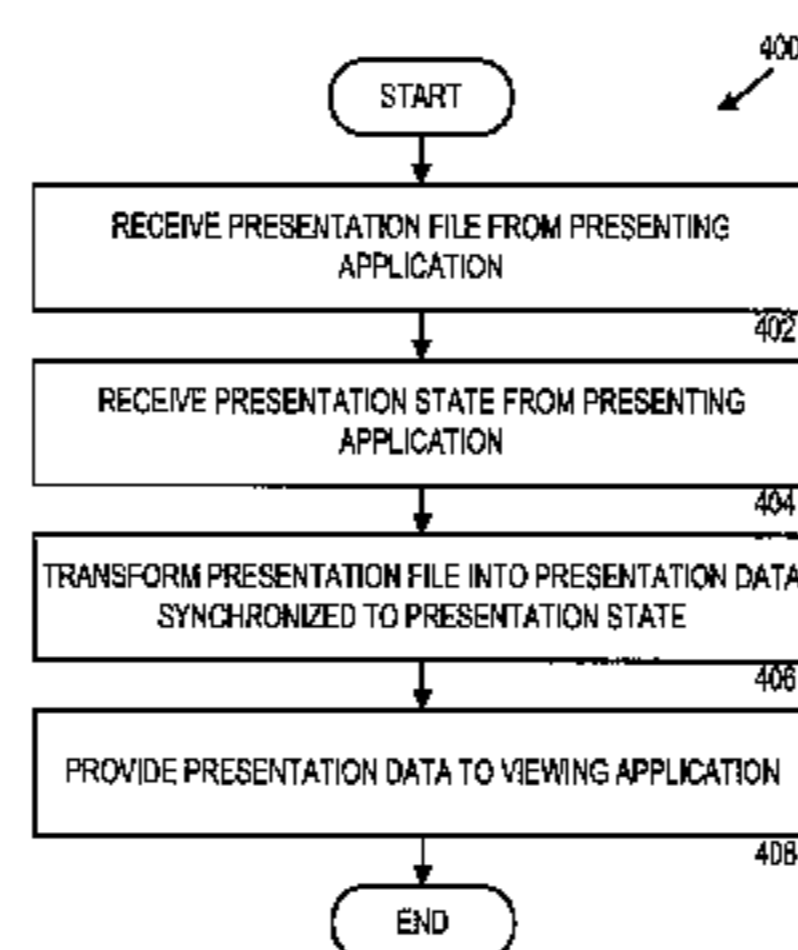 400
START
RECEIVE PRESENTATION FILE FROM PRESENTING
APPLICATION
402
RECEIVE PRESENTATION STATE FROM PRESENTING
APPLICATION
404
TRANSFORM PRESENTATION FILE INTO PRESENTATION DATA
SYNCHRONIZED TO PRESENTATION STATE
406
PROVIDE PRESENTATION DATA TO VIEWING APPLICATION
408
END